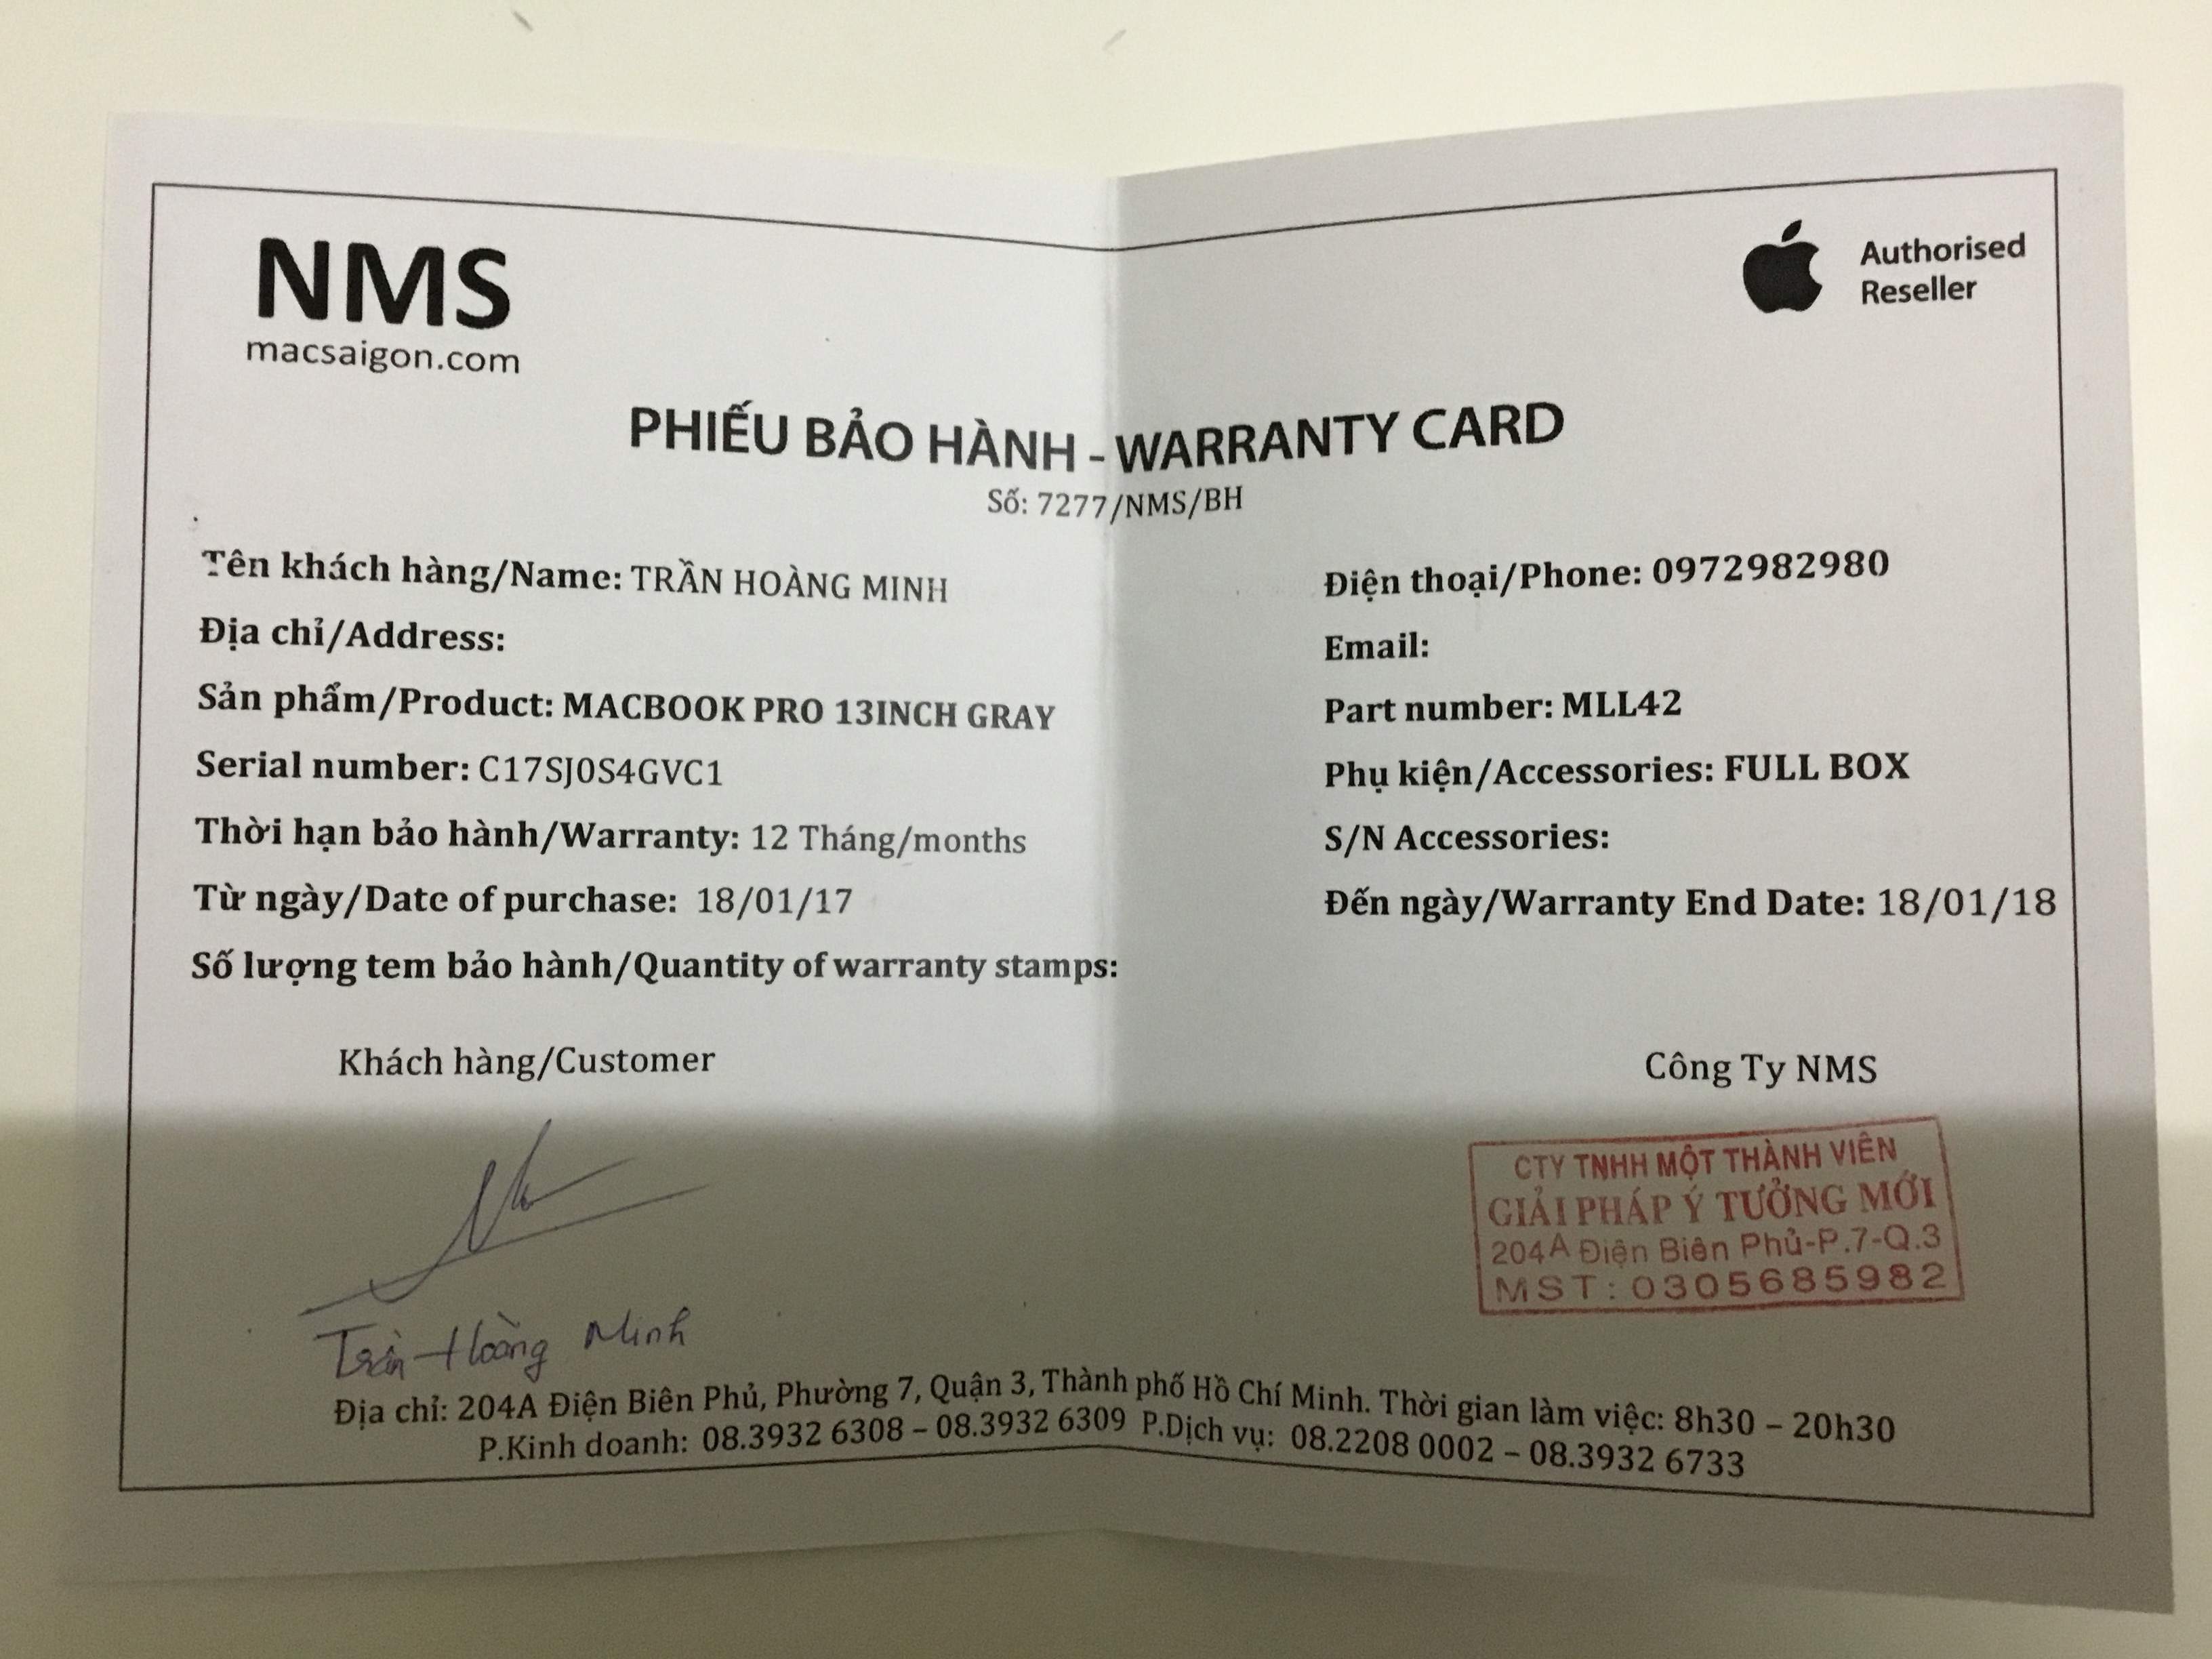 NMS
macsaigon.com
Authorised
Reseller
PHIẾU BẢO HÀNH - WARRANTY CARD
Số: 7277/NMS/BH
Tên khách hàng/Name: TRẦN HOÀNG MINH
Điện thoại/Phone: 0972982980
Địa chỉ/Address:
Email:
Sản phẩm/Product: MACBOOK PRO 13INCH GRAY
Part number: MLL42
Serial number: C17SJ0S4GVC1
Phụ kiện/Accessories: FULL BOX
Thời hạn bảo hành/Warranty: 12 Tháng/months
S/N Accessories:
Từ ngày/Date of purchase: 18/01/17
Đến ngày/Warranty End Date: 18/01/18
Số lượng tem bảo hành/Quantity of warranty stamps:
Khách hàng/Customer
Công Ty NMS
CTY TNHH MỘT THÀNH VIÊN
GIẢI PHÁP Ý TƯỞNG MỚI
204A Điện Biên Phủ-P.7-Q.3
MST: 0305685982
Trần Hoàng Minh
Địa chỉ: 204A Điện Biên Phủ, Phường 7, Quận 3, Thành phố Hồ Chí Minh. Thời gian làm việc: 8h30 – 20h30
P.Kinh doanh: 08.3932 6308 – 08.3932 6309 P.Dịch vụ: 08.2208 0002 – 08.3932 6733